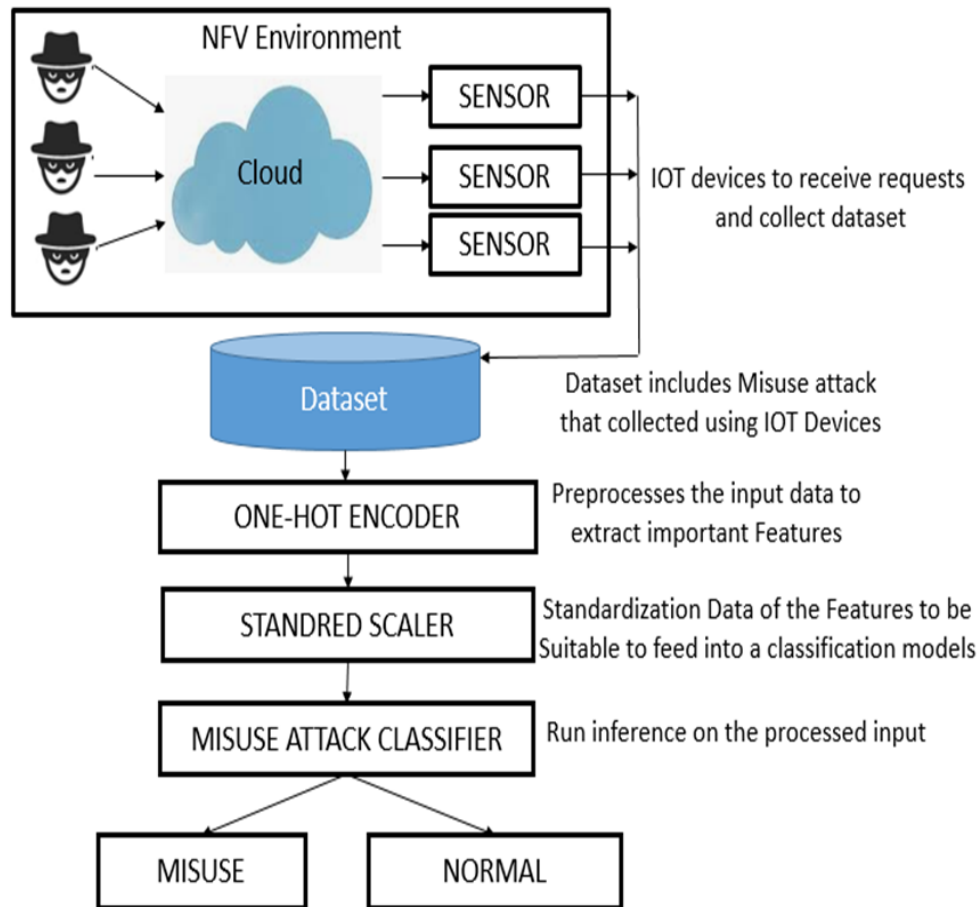 NFV Environment
Cloud
SENSOR
SENSOR
SENSOR
IOT devices to receive requests
and collect dataset
Dataset
Dataset includes Misuse attack
that collected using IOT Devices
ONE-HOT ENCODER
Preprocesses the input data to
extract important Features
STANDRED SCALER
Standardization Data of the Features to be
Suitable to feed into a classification models
MISUSE ATTACK CLASSIFIER
Run inference on the processed input
MISUSE
NORMAL